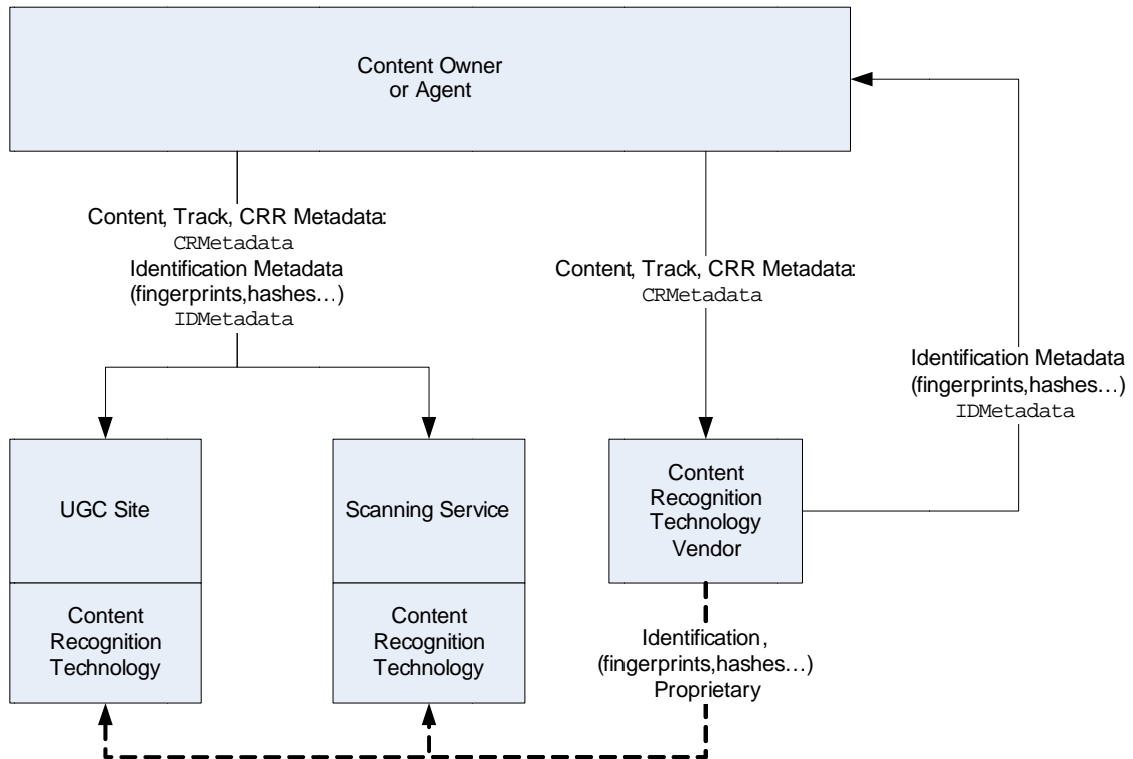 Content Owner
or Agent
Content, Track, CRR Metadata:
CRMetadata
Identification Metadata
(fingerprints,hashes…)
IDMetadata
Content, Track, CRR Metadata:
CRMetadata
Identification Metadata
(fingerprints,hashes…)
IDMetadata
UGC Site
Scanning Service
Content
Recognition
Technology
Vendor
Content
Recognition
Technology
Content
Recognition
Technology
Identification,
(fingerprints,hashes…)
Proprietary